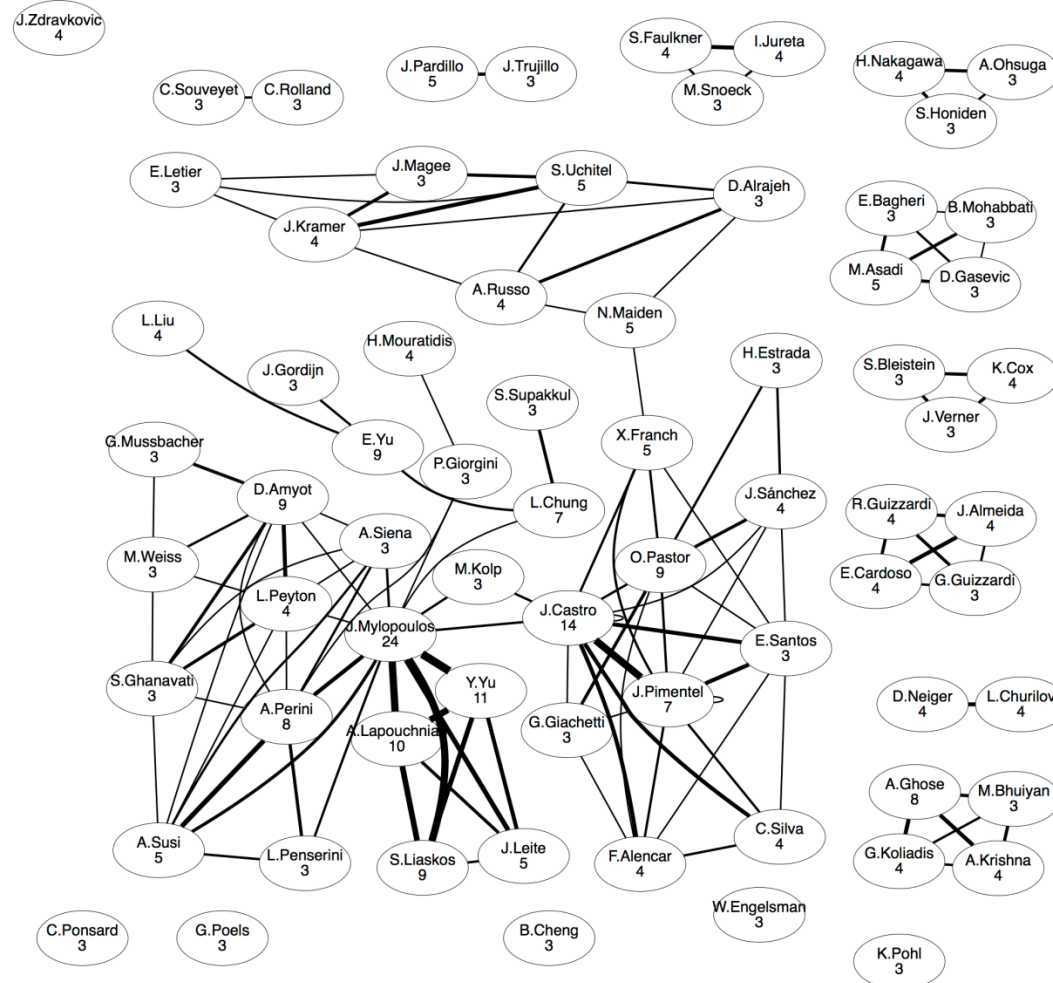 J.Zdravkovic
4
C.Souveyet
3
C.Rolland
3
J.Pardillo
5
J.Trujillo
3
S.Faulkner
4
I.Jureta
4
M.Snoeck
3
H.Nakagawa
4
A.Ohsuga
3
S.Honiden
3
E.Letier
3
J.Magee
3
S.Uchitel
5
D.Alrajeh
3
J.Kramer
4
A.Russo
4
N.Maiden
5
E.Bagheri
3
B.Mohabbati
3
M.Asadi
5
D.Gasevic
3
L.Liu
4
H.Mouratidis
4
J.Gordijn
3
S.Supakkul
3
H.Estrada
3
S.Bleistein
3
K.Cox
4
J.Verner
3
G.Mussbacher
3
E.Yu
9
P.Giorgini
3
X.Franch
5
D.Amyot
9
L.Chung
7
J.Sánchez
4
R.Guizzardi
4
J.Almeida
4
A.Siena
3
M.Weiss
3
M.Kolp
3
O.Pastor
9
E.Cardoso
4
G.Guizzardi
3
L.Peyton
4
J.Mylopoulos
24
J.Castro
14
E.Santos
3
S.Ghanavati
3
A.Perini
8
Y.Yu
11
J.Pimentel
7
A.Lapouchnia
10
G.Giachetti
3
D.Neiger
4
L.Churilov
4
A.Ghose
8
M.Bhuiyan
3
A.Susi
5
L.Penserini
3
S.Liaskos
9
J.Leite
5
F.Alencar
4
C.Silva
4
G.Koliadis
4
A.Krishna
4
C.Ponsard
3
G.Poels
3
B.Cheng
3
W.Engelsman
3
K.Pohl
3